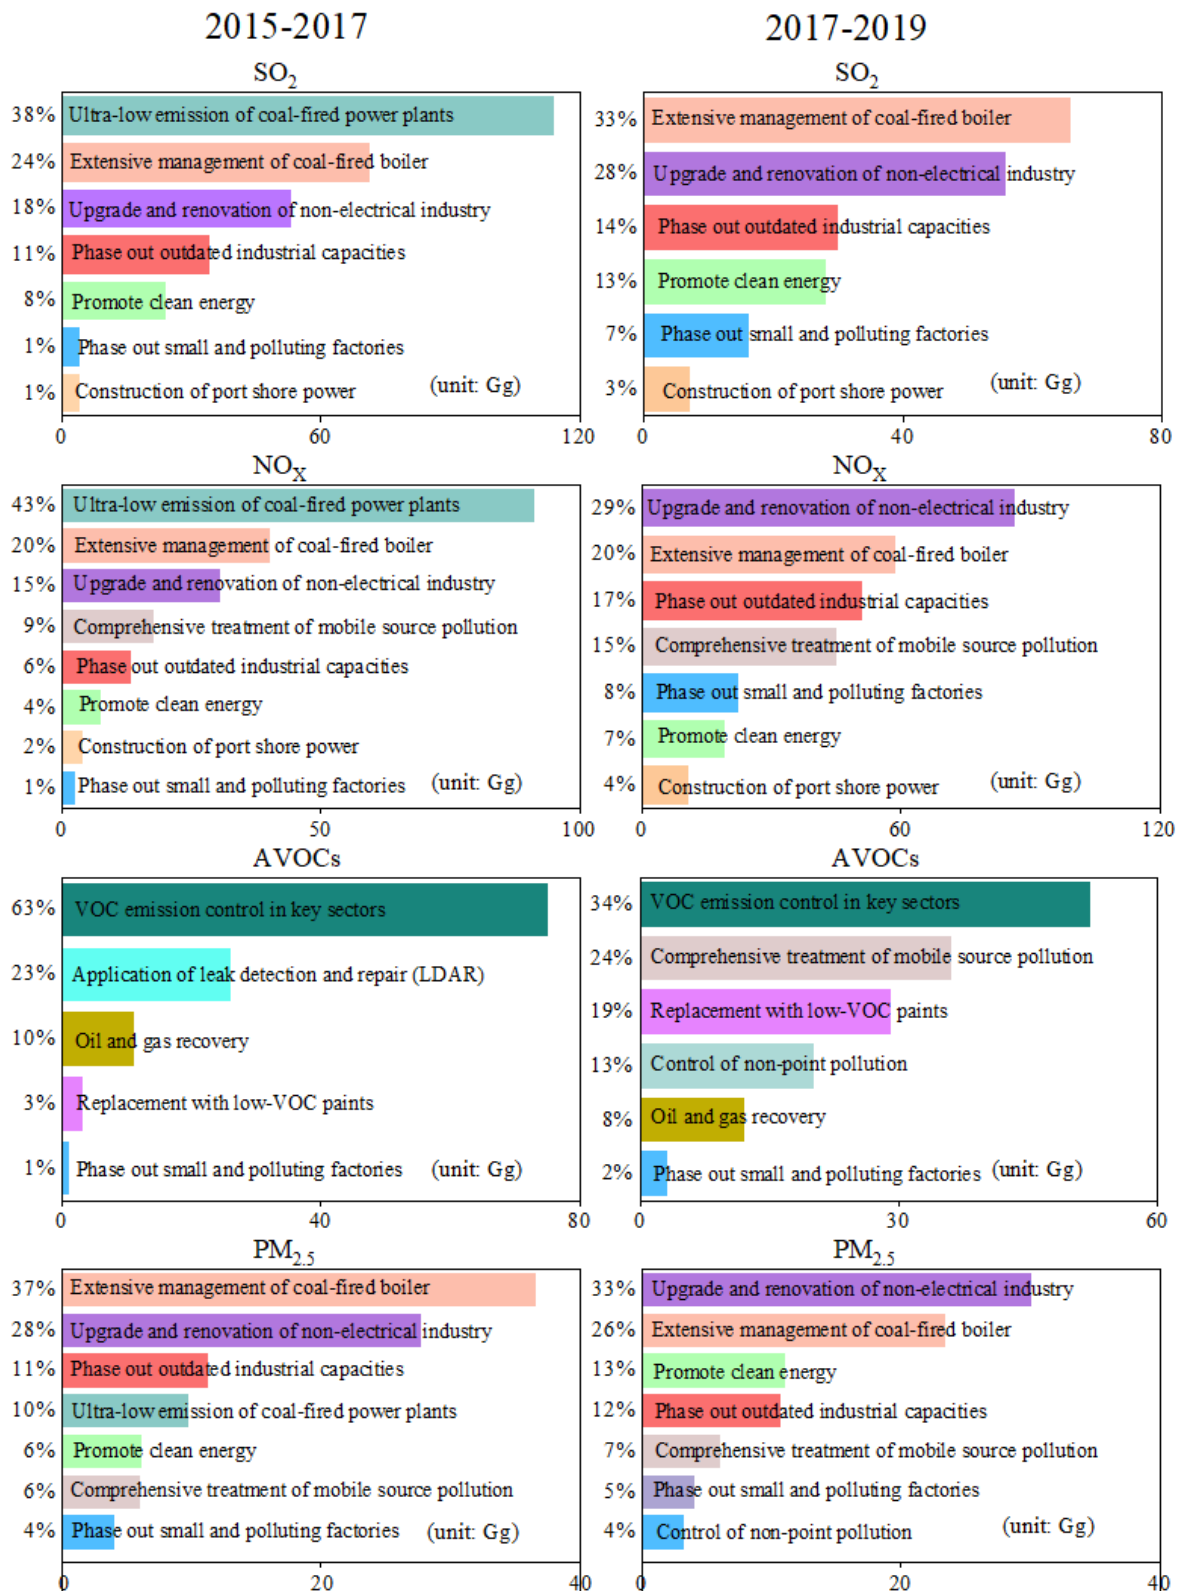 2015-2017
2017-2019
SO2
38% Ultra-low emission of coal-fired power plants
24% Extensive management of coal-fired boiler
18% Upgrade and renovation of non-electrical industry
11% Phase out outdated industrial capacities
8% Promote clean energy
1% Phase out small and polluting factories
1% Construction of port shore power (unit: Gg)
0 60 120
SO2
33% Extensive management of coal-fired boiler
28% Upgrade and renovation of non-electrical industry
14% Phase out outdated industrial capacities
13% Promote clean energy
7% Phase out small and polluting factories
3% Construction of port shore power (unit: Gg)
0 40 80
NOX
43% Ultra-low emission of coal-fired power plants
20% Extensive management of coal-fired boiler
15% Upgrade and renovation of non-electrical industry
9% Comprehensive treatment of mobile source pollution
6% Phase out outdated industrial capacities
4% Promote clean energy
2% Construction of port shore power
1% Phase out small and polluting factories (unit: Gg)
0 50 100
NOX
29% Upgrade and renovation of non-electrical industry
20% Extensive management of coal-fired boiler
17% Phase out outdated industrial capacities
15% Comprehensive treatment of mobile source pollution
8% Phase out small and polluting factories
7% Promote clean energy
4% Construction of port shore power (unit: Gg)
0 60 120
AVOCs
63% VOC emission control in key sectors
23% Application of leak detection and repair (LDAR)
10% Oil and gas recovery
3% Replacement with low-VOC paints
1% Phase out small and polluting factories (unit: Gg)
0 40 80
AVOCs
34% VOC emission control in key sectors
24% Comprehensive treatment of mobile source pollution
19% Replacement with low-VOC paints
13% Control of non-point pollution
8% Oil and gas recovery
2% Phase out small and polluting factories (unit: Gg)
0 30 60
PM2.5
37% Extensive management of coal-fired boiler
28% Upgrade and renovation of non-electrical industry
11% Phase out outdated industrial capacities
10% Ultra-low emission of coal-fired power plants
6% Promote clean energy
6% Comprehensive treatment of mobile source pollution
4% Phase out small and polluting factories (unit: Gg)
0 20 40
PM2.5
33% Upgrade and renovation of non-electrical industry
26% Extensive management of coal-fired boiler
13% Promote clean energy
12% Phase out outdated industrial capacities
7% Comprehensive treatment of mobile source pollution
5% Phase out small and polluting factories
4% Control of non-point pollution (unit: Gg)
0 20 40